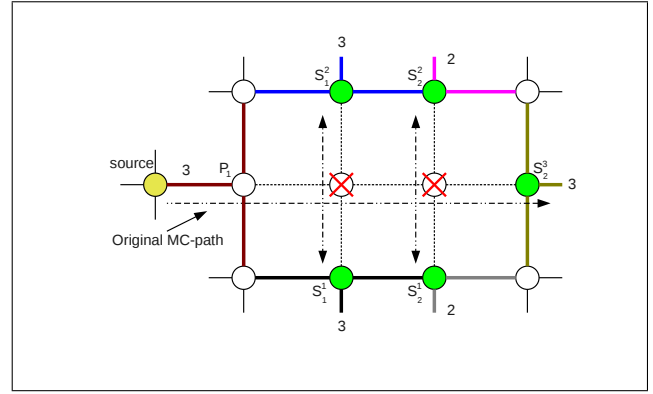 3
2
S₁²
S₂²
source
3
P₁
S₂³
3
Original MC-path
S₁¹
S₂¹
2
3